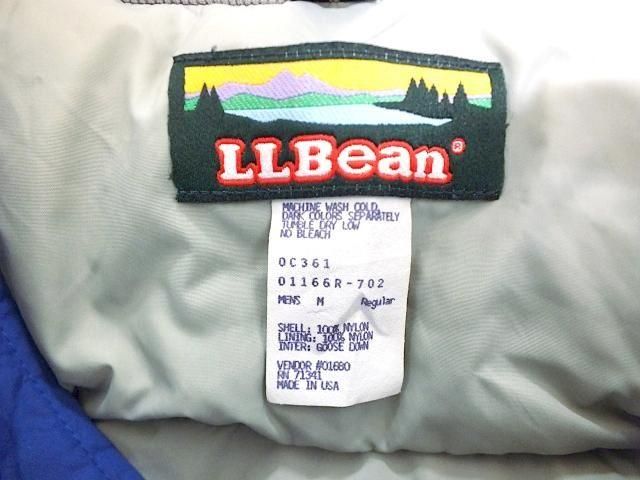 LLBean®
MACHINE WASH COLD,
DARK COLORS SEPARATELY
TUMBLE DRY LOW
NO BLEACH
0C361
01166R-702
MENS M Regular
SHELL: 100% NYLON
LINING: 100% NYLON
INTER: GOOSE DOWN
VENDOR #01680
RN 71341
MADE IN USA